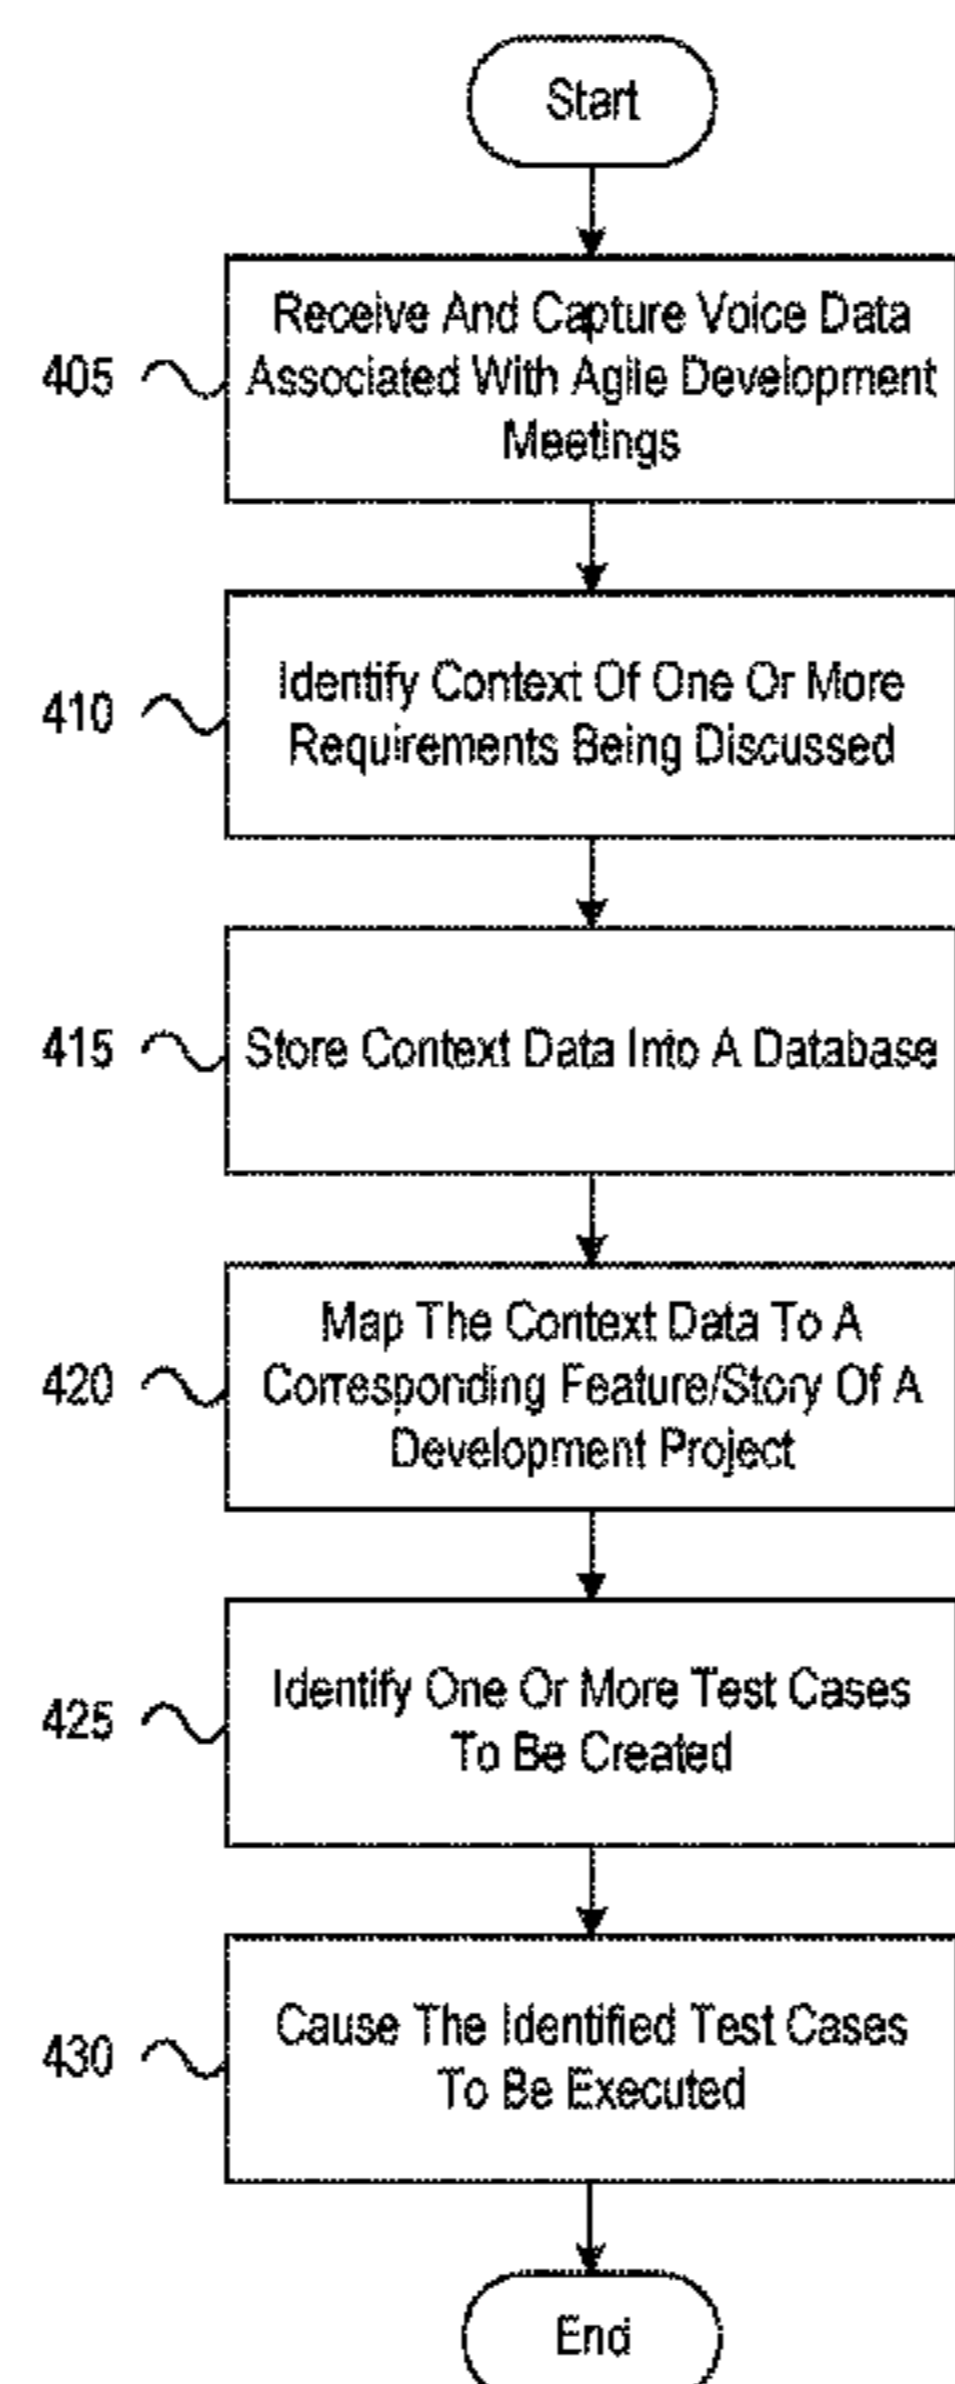 Start
Receive And Capture Voice Data
405
Associated With Agile Development
Meetings
Identify Context Of One Or More
410
Requirements Being Discussed
415
Store Context Data Into A Database
Map The Context Data To A
420
Corresponding Feature/Story Of A
Development Project
Identify One Or More Test Cases
425
To Be Created
Cause The Identified Test Cases
430
To Be Executed
End